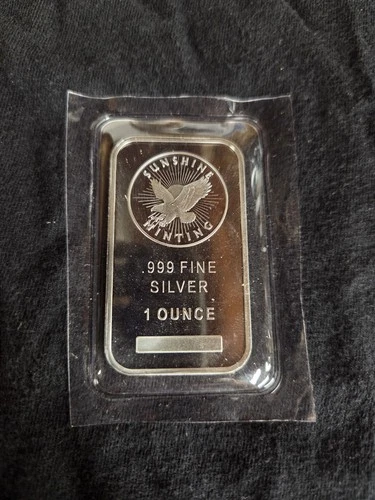 SUNSHINE
MINTING
.999 FINE
SILVER
1 OUNCE